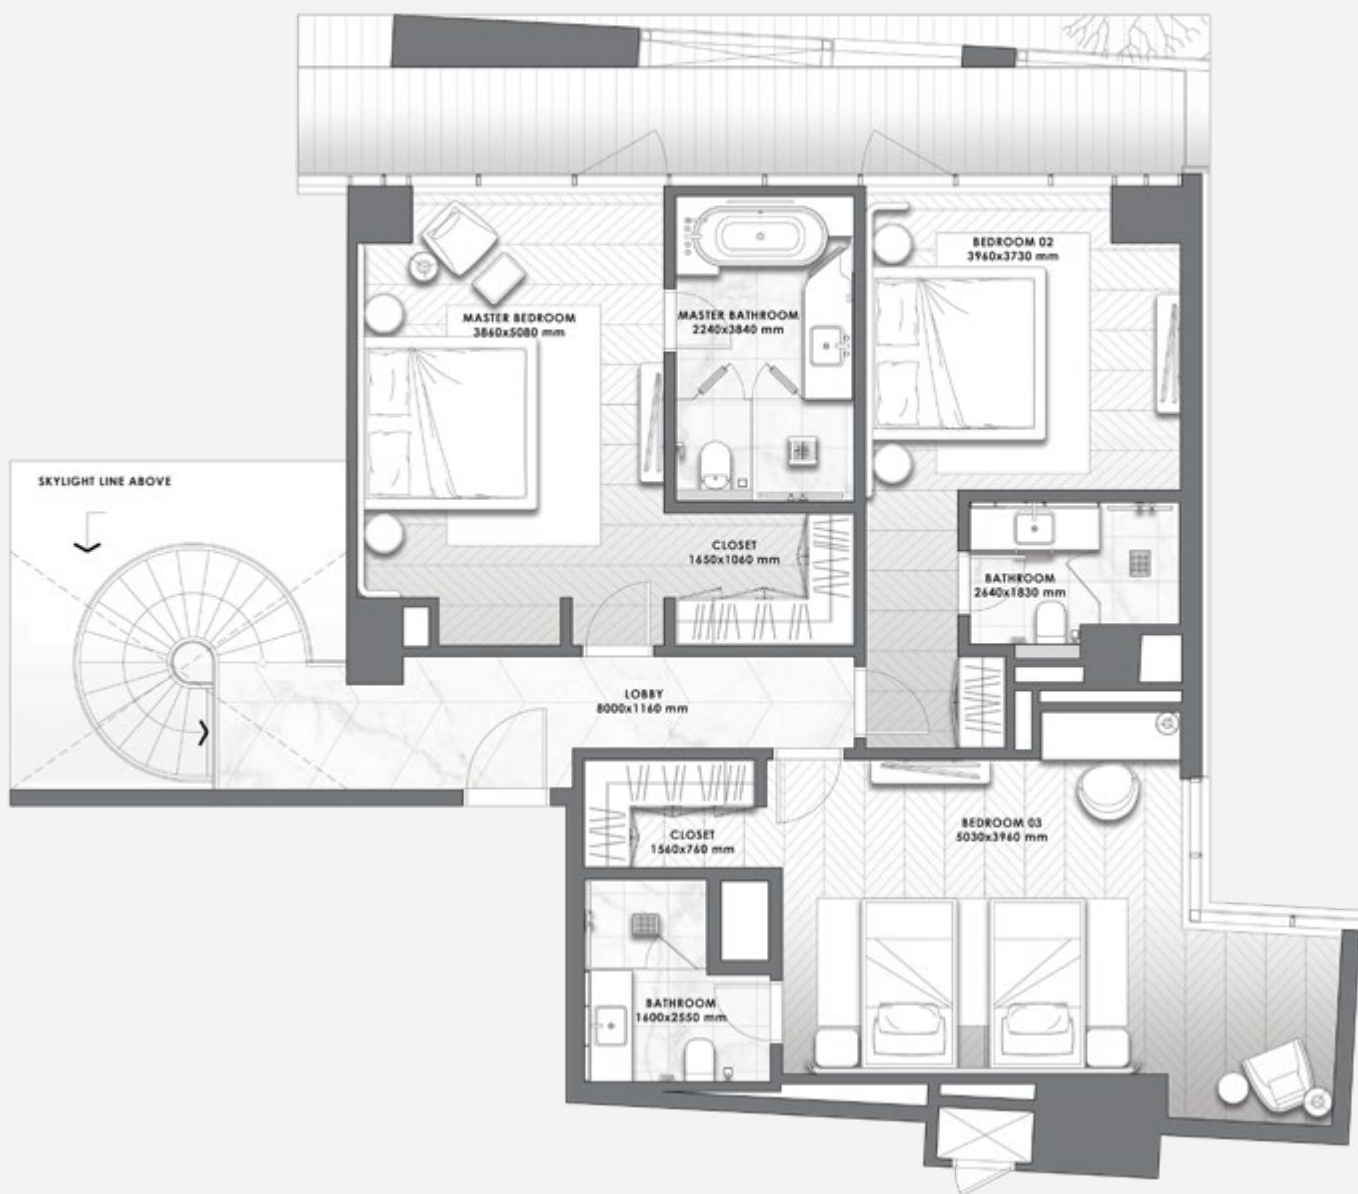 BEDROOM 02
3960x3730 mm
MASTER BEDROOM
3860x5080 mm
MASTER BATHROOM
2240x3840 mm
SKYLIGHT LINE ABOVE
CLOSET
1650x1060 mm
BATHROOM
2640x1830 mm
LOBBY
8000x1160 mm
BEDROOM 03
5030x3960 mm
CLOSET
1560x760 mm
BATHROOM
1600x2550 mm